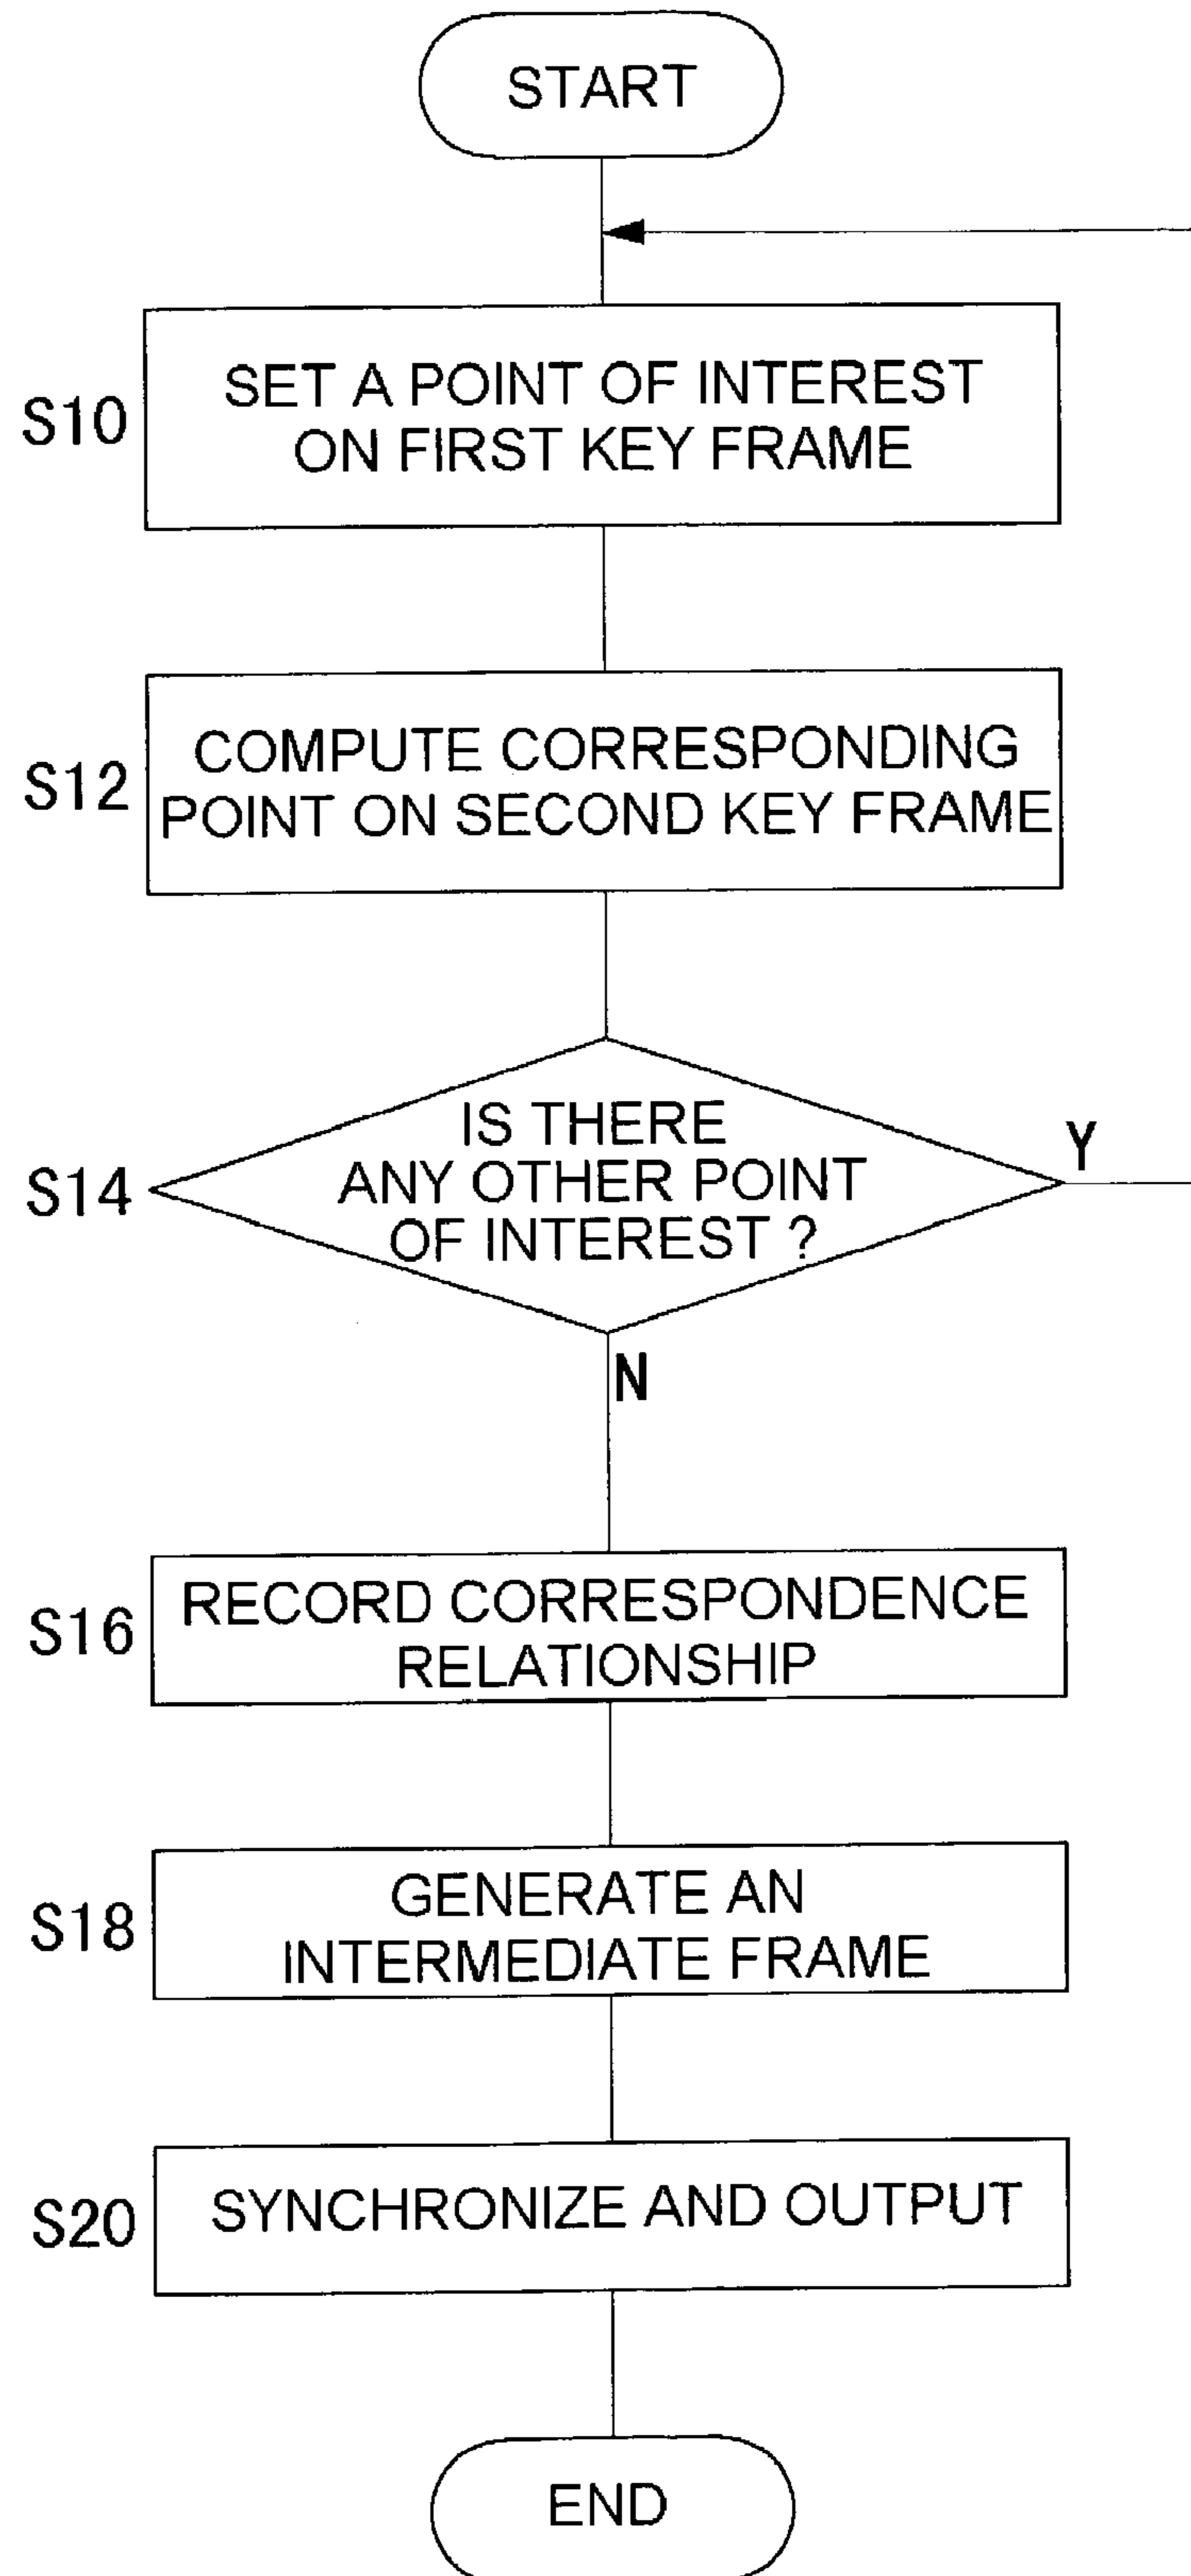 START
S10
SET A POINT OF INTEREST
ON FIRST KEY FRAME
S12
COMPUTE CORRESPONDING
POINT ON SECOND KEY FRAME
S14
IS THERE
ANY OTHER POINT
OF INTEREST ?
Y
N
S16
RECORD CORRESPONDENCE
RELATIONSHIP
S18
GENERATE AN
INTERMEDIATE FRAME
S20
SYNCHRONIZE AND OUTPUT
END